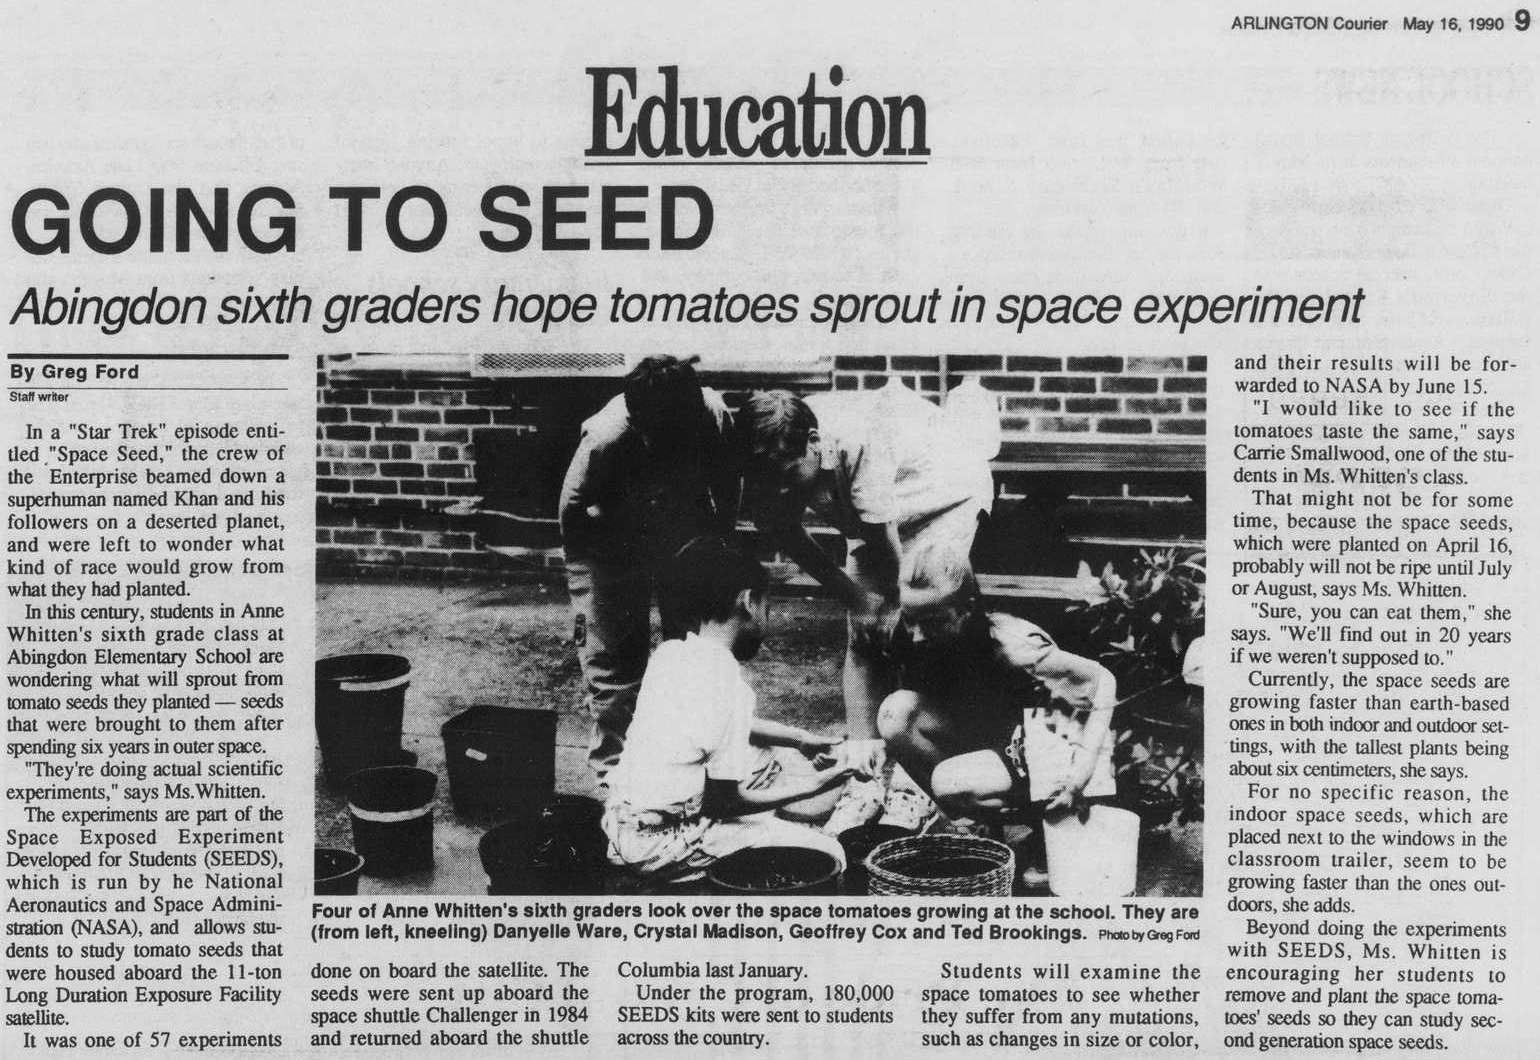 ARLINGTON Courier May 16, 1990 9
Education
GOING TO SEED
Abingdon sixth graders hope tomatoes sprout in space experiment
By Greg Ford
Staff writer
In a "Star Trek" episode enti-
tled "Space Seed," the crew of
the Enterprise beamed down a
superhuman named Khan and his
followers on a deserted planet,
and were left to wonder what
kind of race would grow from
what they had planted.
In this century, students in Anne
Whitten's sixth grade class at
Abingdon Elementary School are
wondering what will sprout from
tomato seeds they planted — seeds
that were brought to them after
spending six years in outer space.
"They're doing actual scientific
experiments," says Ms.Whitten.
The experiments are part of the
Space Exposed Experiment
Developed for Students (SEEDS),
which is run by he National
Aeronautics and Space Admini-
stration (NASA), and allows stu-
dents to study tomato seeds that
were housed aboard the 11-ton
Long Duration Exposure Facility
satellite.
It was one of 57 experiments
Four of Anne Whitten's sixth graders look over the space tomatoes growing at the school. They are
(from left, kneeling) Danyelle Ware, Crystal Madison, Geoffrey Cox and Ted Brookings. Photo by Greg Ford
done on board the satellite. The
seeds were sent up aboard the
space shuttle Challenger in 1984
and returned aboard the shuttle
Columbia last January.
Under the program, 180,000
SEEDS kits were sent to students
across the country.
Students will examine the
space tomatoes to see whether
they suffer from any mutations,
such as changes in size or color,
and their results will be for-
warded to NASA by June 15.
"I would like to see if the
tomatoes taste the same," says
Carrie Smallwood, one of the stu-
dents in Ms. Whitten's class.
That might not be for some
time, because the space seeds,
which were planted on April 16,
probably will not be ripe until July
or August, says Ms. Whitten.
"Sure, you can eat them," she
says. "We'll find out in 20 years
if we weren't supposed to."
Currently, the space seeds are
growing faster than earth-based
ones in both indoor and outdoor set-
tings, with the tallest plants being
about six centimeters, she says.
For no specific reason, the
indoor space seeds, which are
placed next to the windows in the
classroom trailer, seem to be
growing faster than the ones out-
doors, she adds.
Beyond doing the experiments
with SEEDS, Ms. Whitten is
encouraging her students to
remove and plant the space toma-
toes' seeds so they can study sec-
ond generation space seeds.